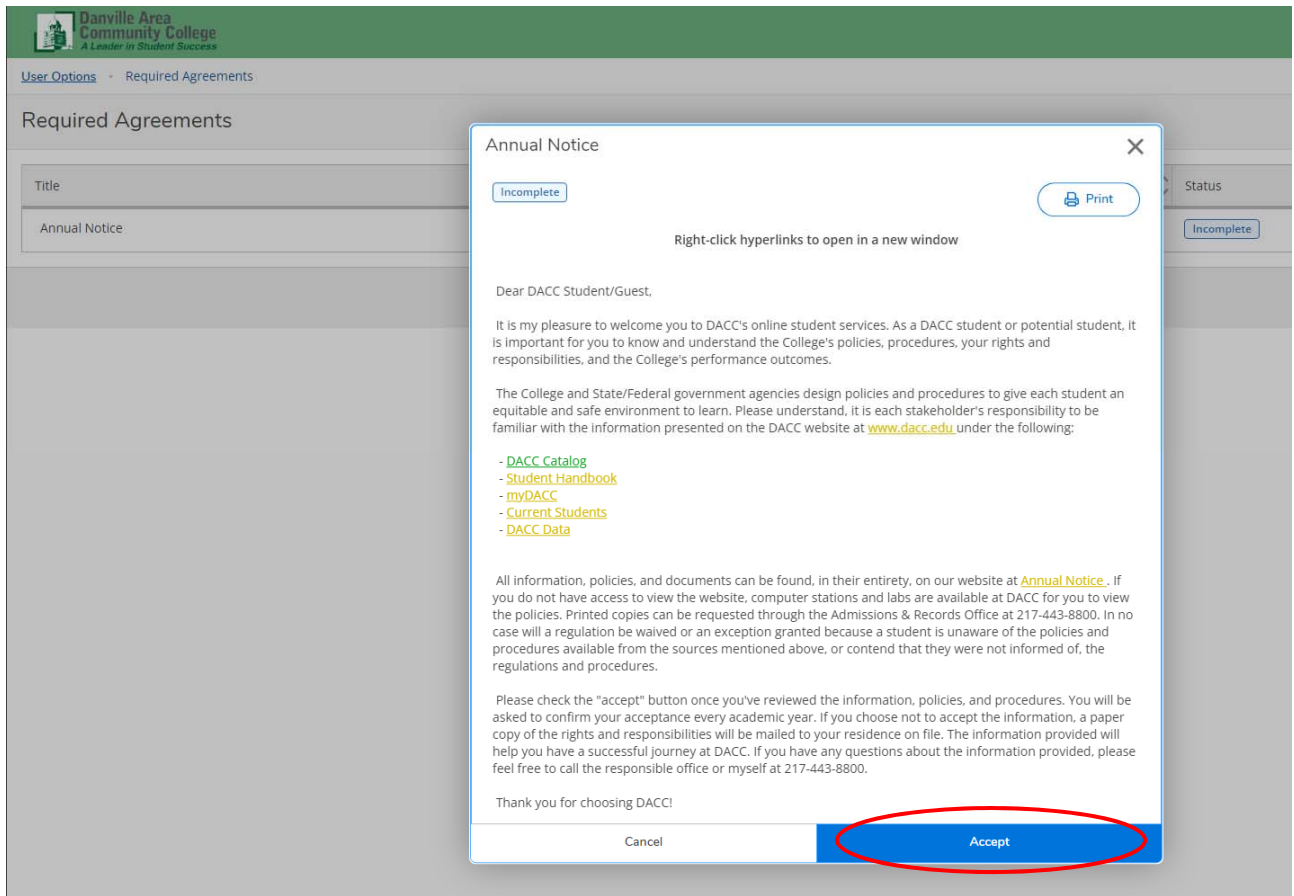 Danville Area
Community College
A Leader in Student Success
User Options • Required Agreements
Required Agreements
Title
Status
Annual Notice
Incomplete
Annual Notice
Incomplete
Print
Right-click hyperlinks to open in a new window
Dear DACC Student/Guest,
It is my pleasure to welcome you to DACC's online student services. As a DACC student or potential student, it
is important for you to know and understand the College's policies, procedures, your rights and
responsibilities, and the College's performance outcomes.
The College and State/Federal government agencies design policies and procedures to give each student an
equitable and safe environment to learn. Please understand, it is each stakeholder's responsibility to be
familiar with the information presented on the DACC website at www.dacc.edu under the following:
- DACC Catalog
- Student Handbook
- myDACC
- Current Students
- DACC Data
All information, policies, and documents can be found, in their entirety, on our website at Annual Notice . If
you do not have access to view the website, computer stations and labs are available at DACC for you to view
the policies. Printed copies can be requested through the Admissions & Records Office at 217-443-8800. In no
case will a regulation be waived or an exception granted because a student is unaware of the policies and
procedures available from the sources mentioned above, or contend that they were not informed of, the
regulations and procedures.
Please check the "accept" button once you've reviewed the information, policies, and procedures. You will be
asked to confirm your acceptance every academic year. If you choose not to accept the information, a paper
copy of the rights and responsibilities will be mailed to your residence on file. The information provided will
help you have a successful journey at DACC. If you have any questions about the information provided, please
feel free to call the responsible office or myself at 217-443-8800.
Thank you for choosing DACC!
Cancel
Accept